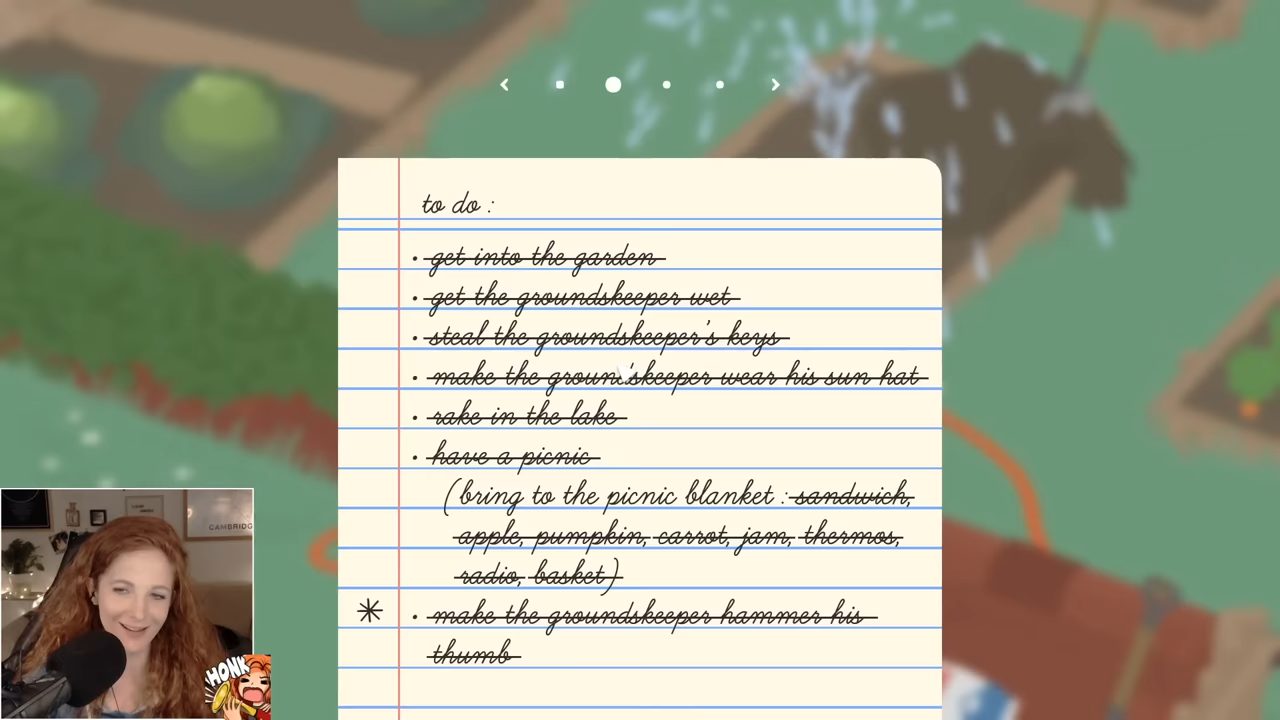 to do :
• get into the garden
• get the groundskeeper wet
• steal the groundskeeper's keys
• make the groundskeeper wear his sun hat
• rake in the lake
• have a picnic
(bring to the picnic blanket : sandwich,
apple, pumpkin, carrot, jam, thermos,
radio, basket)
• make the groundskeeper hammer his
thumb
CAMBRIDG
HONK